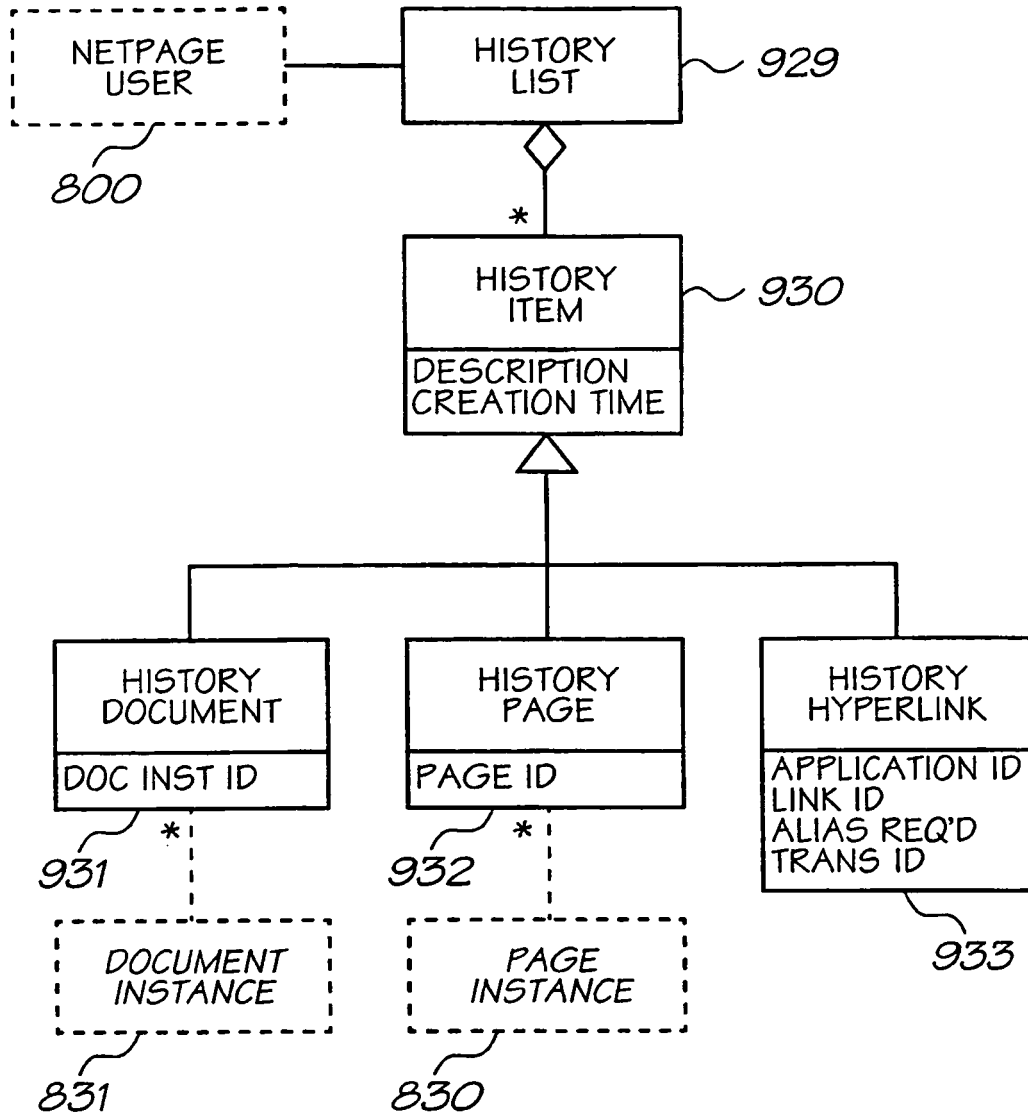 NETPAGE
USER
800
HISTORY
LIST
929
*
HISTORY
ITEM
930
DESCRIPTION
CREATION TIME
HISTORY
DOCUMENT
DOC INST ID
931
*
HISTORY
PAGE
PAGE ID
932
*
HISTORY
HYPERLINK
APPLICATION ID
LINK ID
ALIAS REQ'D
TRANS ID
933
DOCUMENT
INSTANCE
831
PAGE
INSTANCE
830